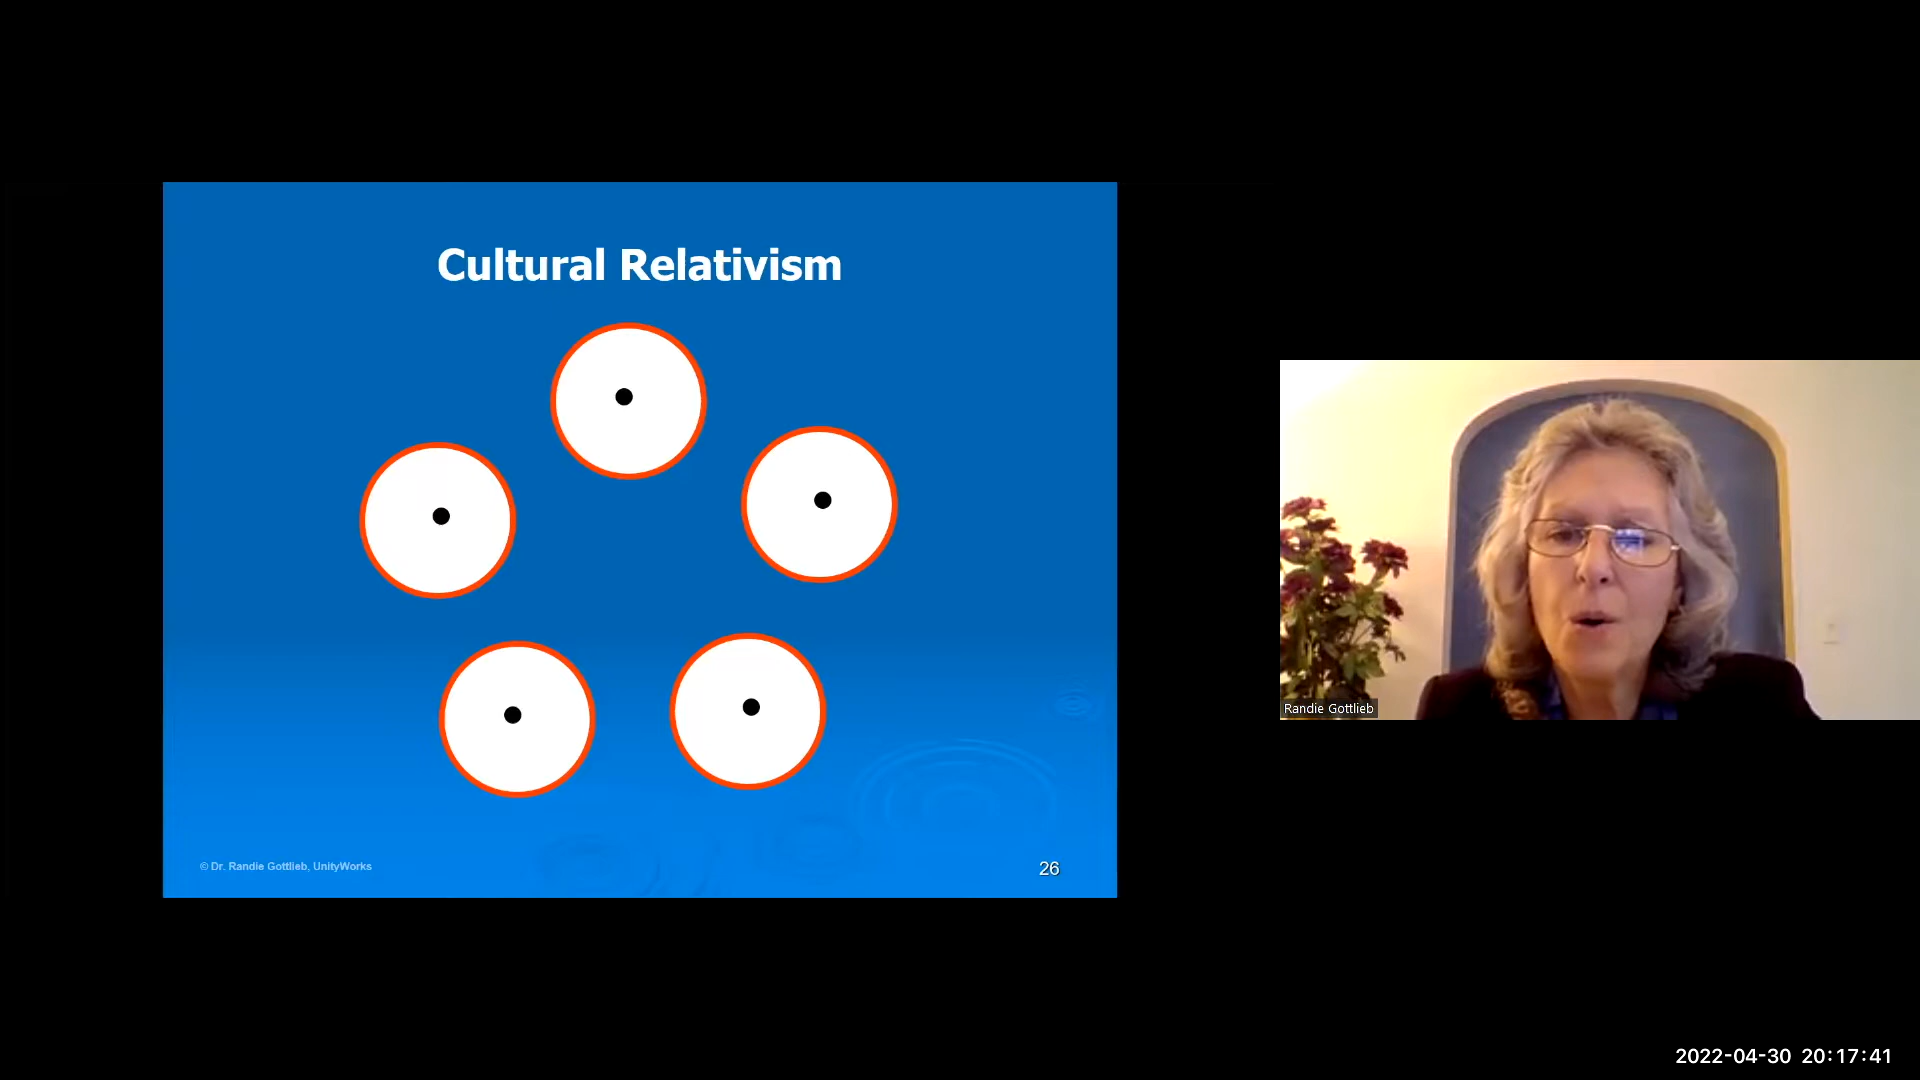 Cultural Relativism
© Dr. Randie Gottlieb, UnityWorks
26
Randie Gottlieb
2022-04-30 20:17:41